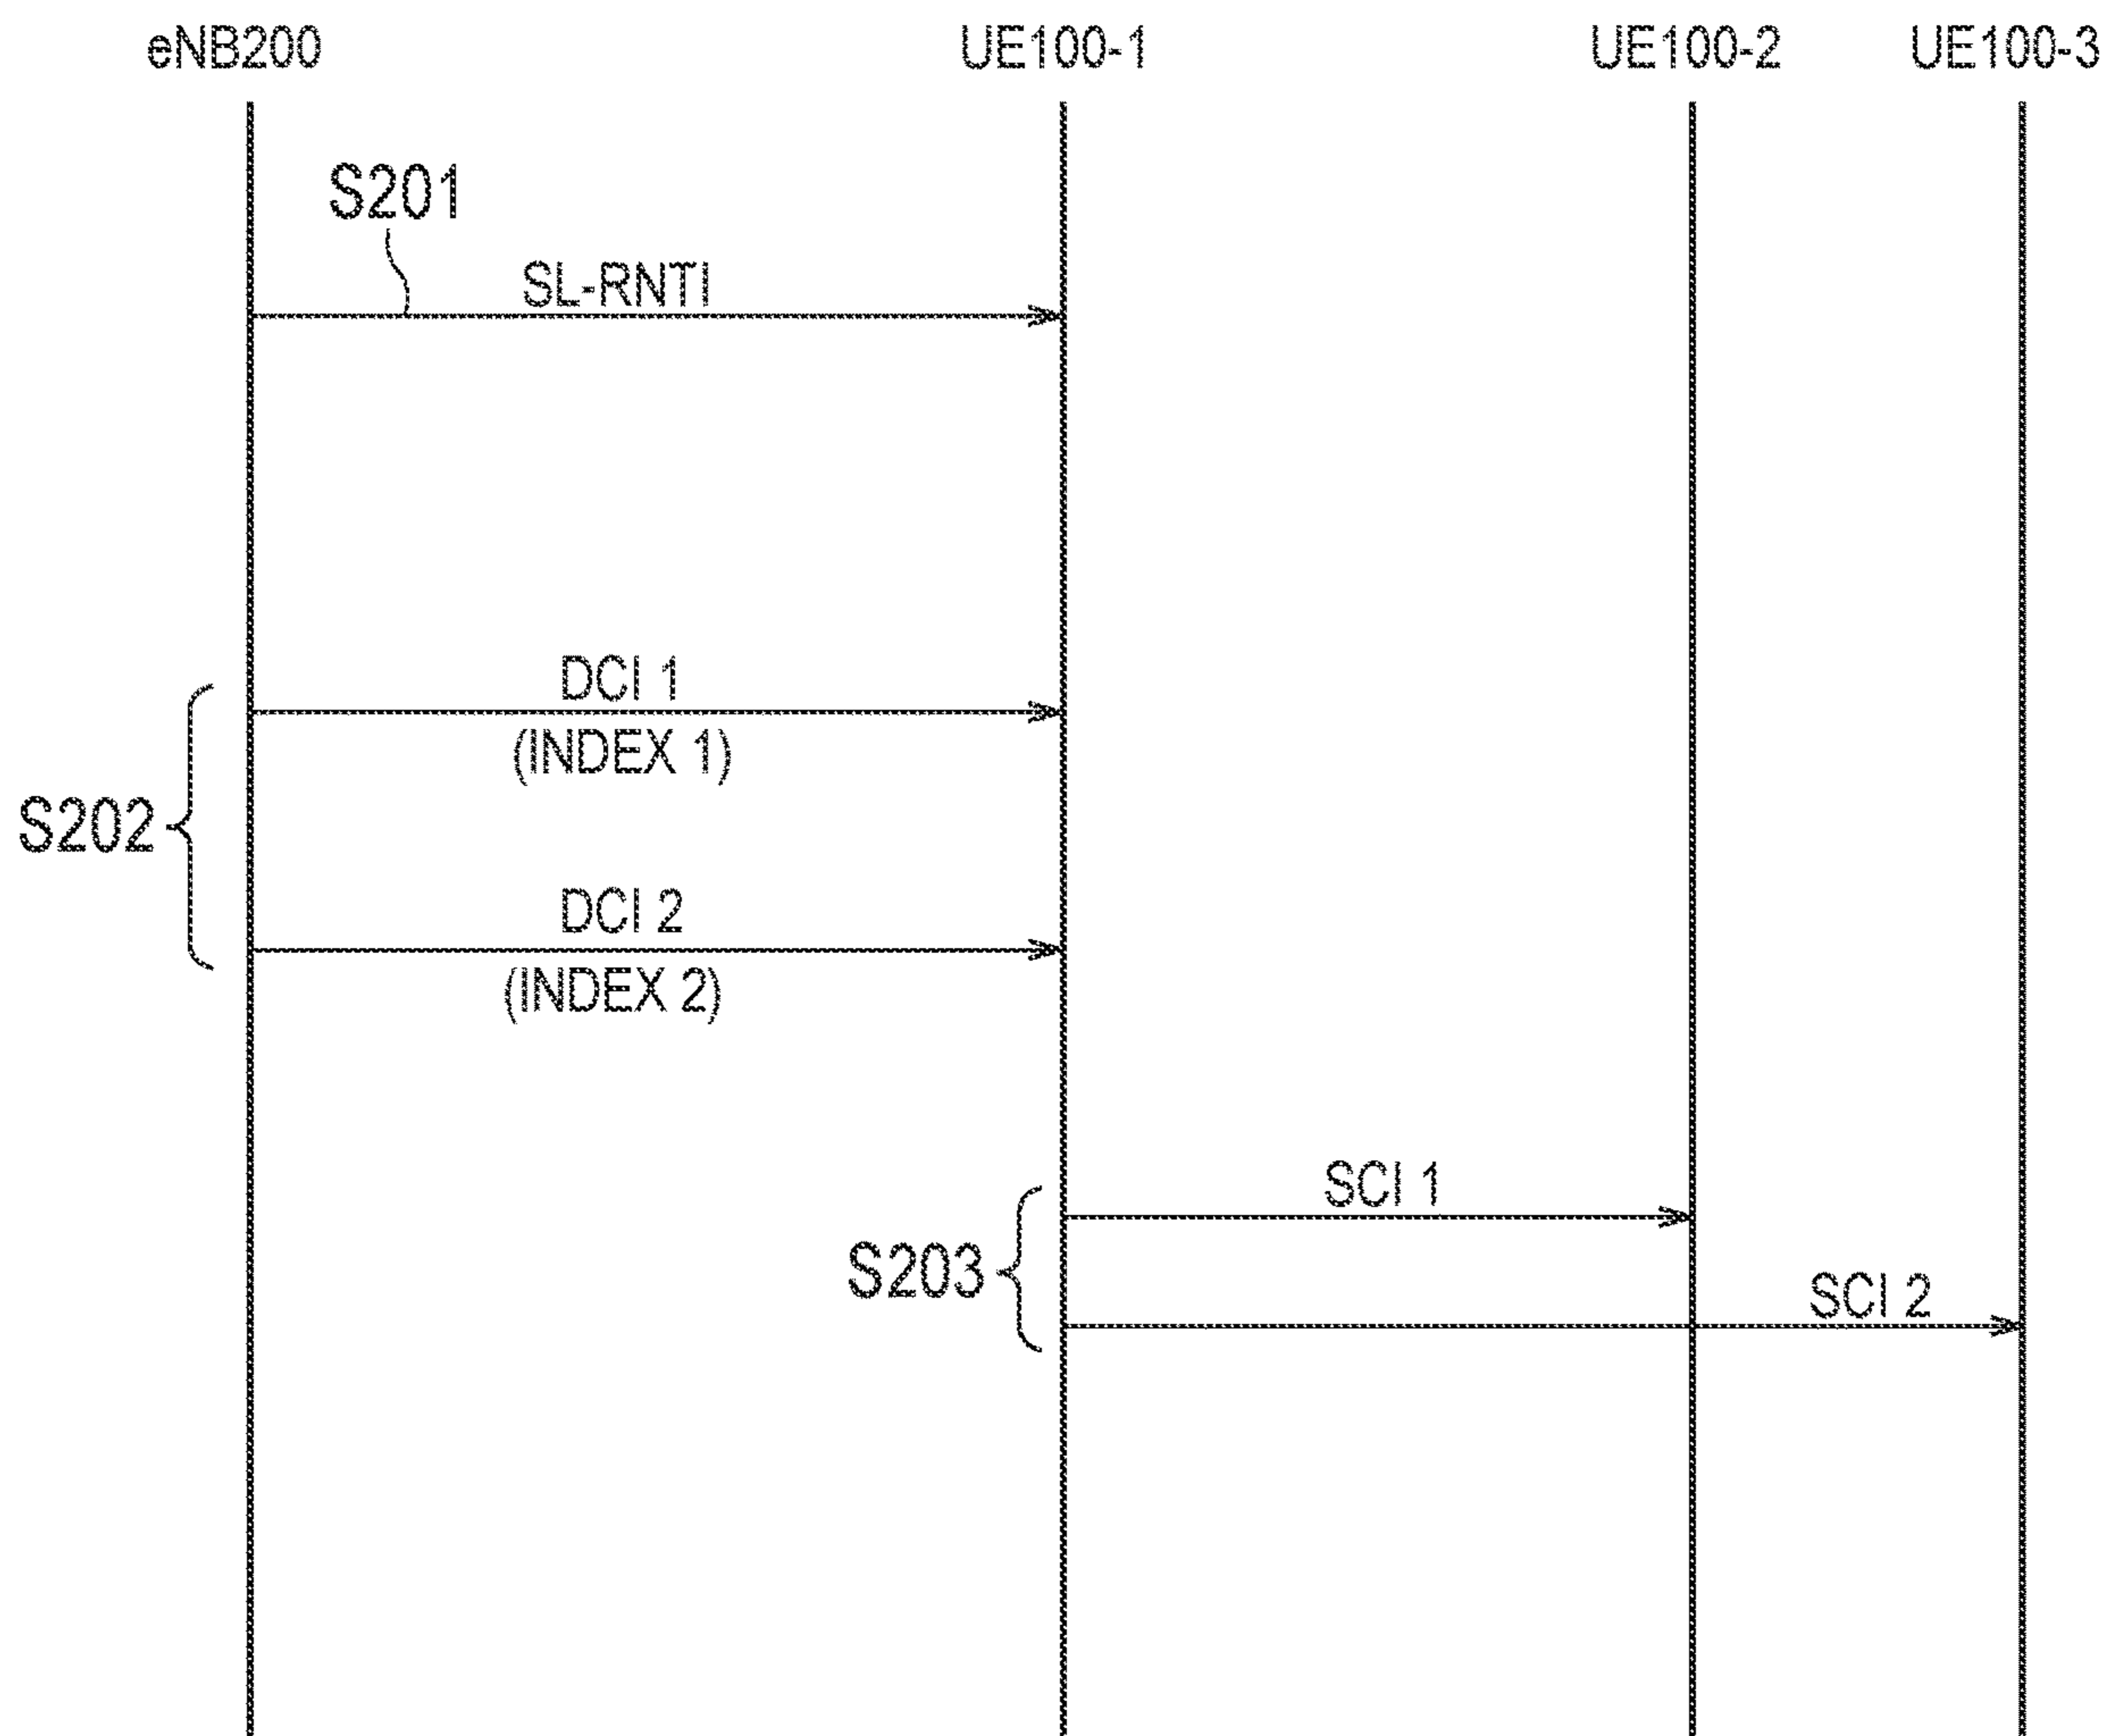 eNB200
UE100-1
UE100-2
UE100-3
S201
SL-RNTI
DCI 1
(INDEX 1)
S202
DCI 2
(INDEX 2)
SCI 1
S203
SCI 2